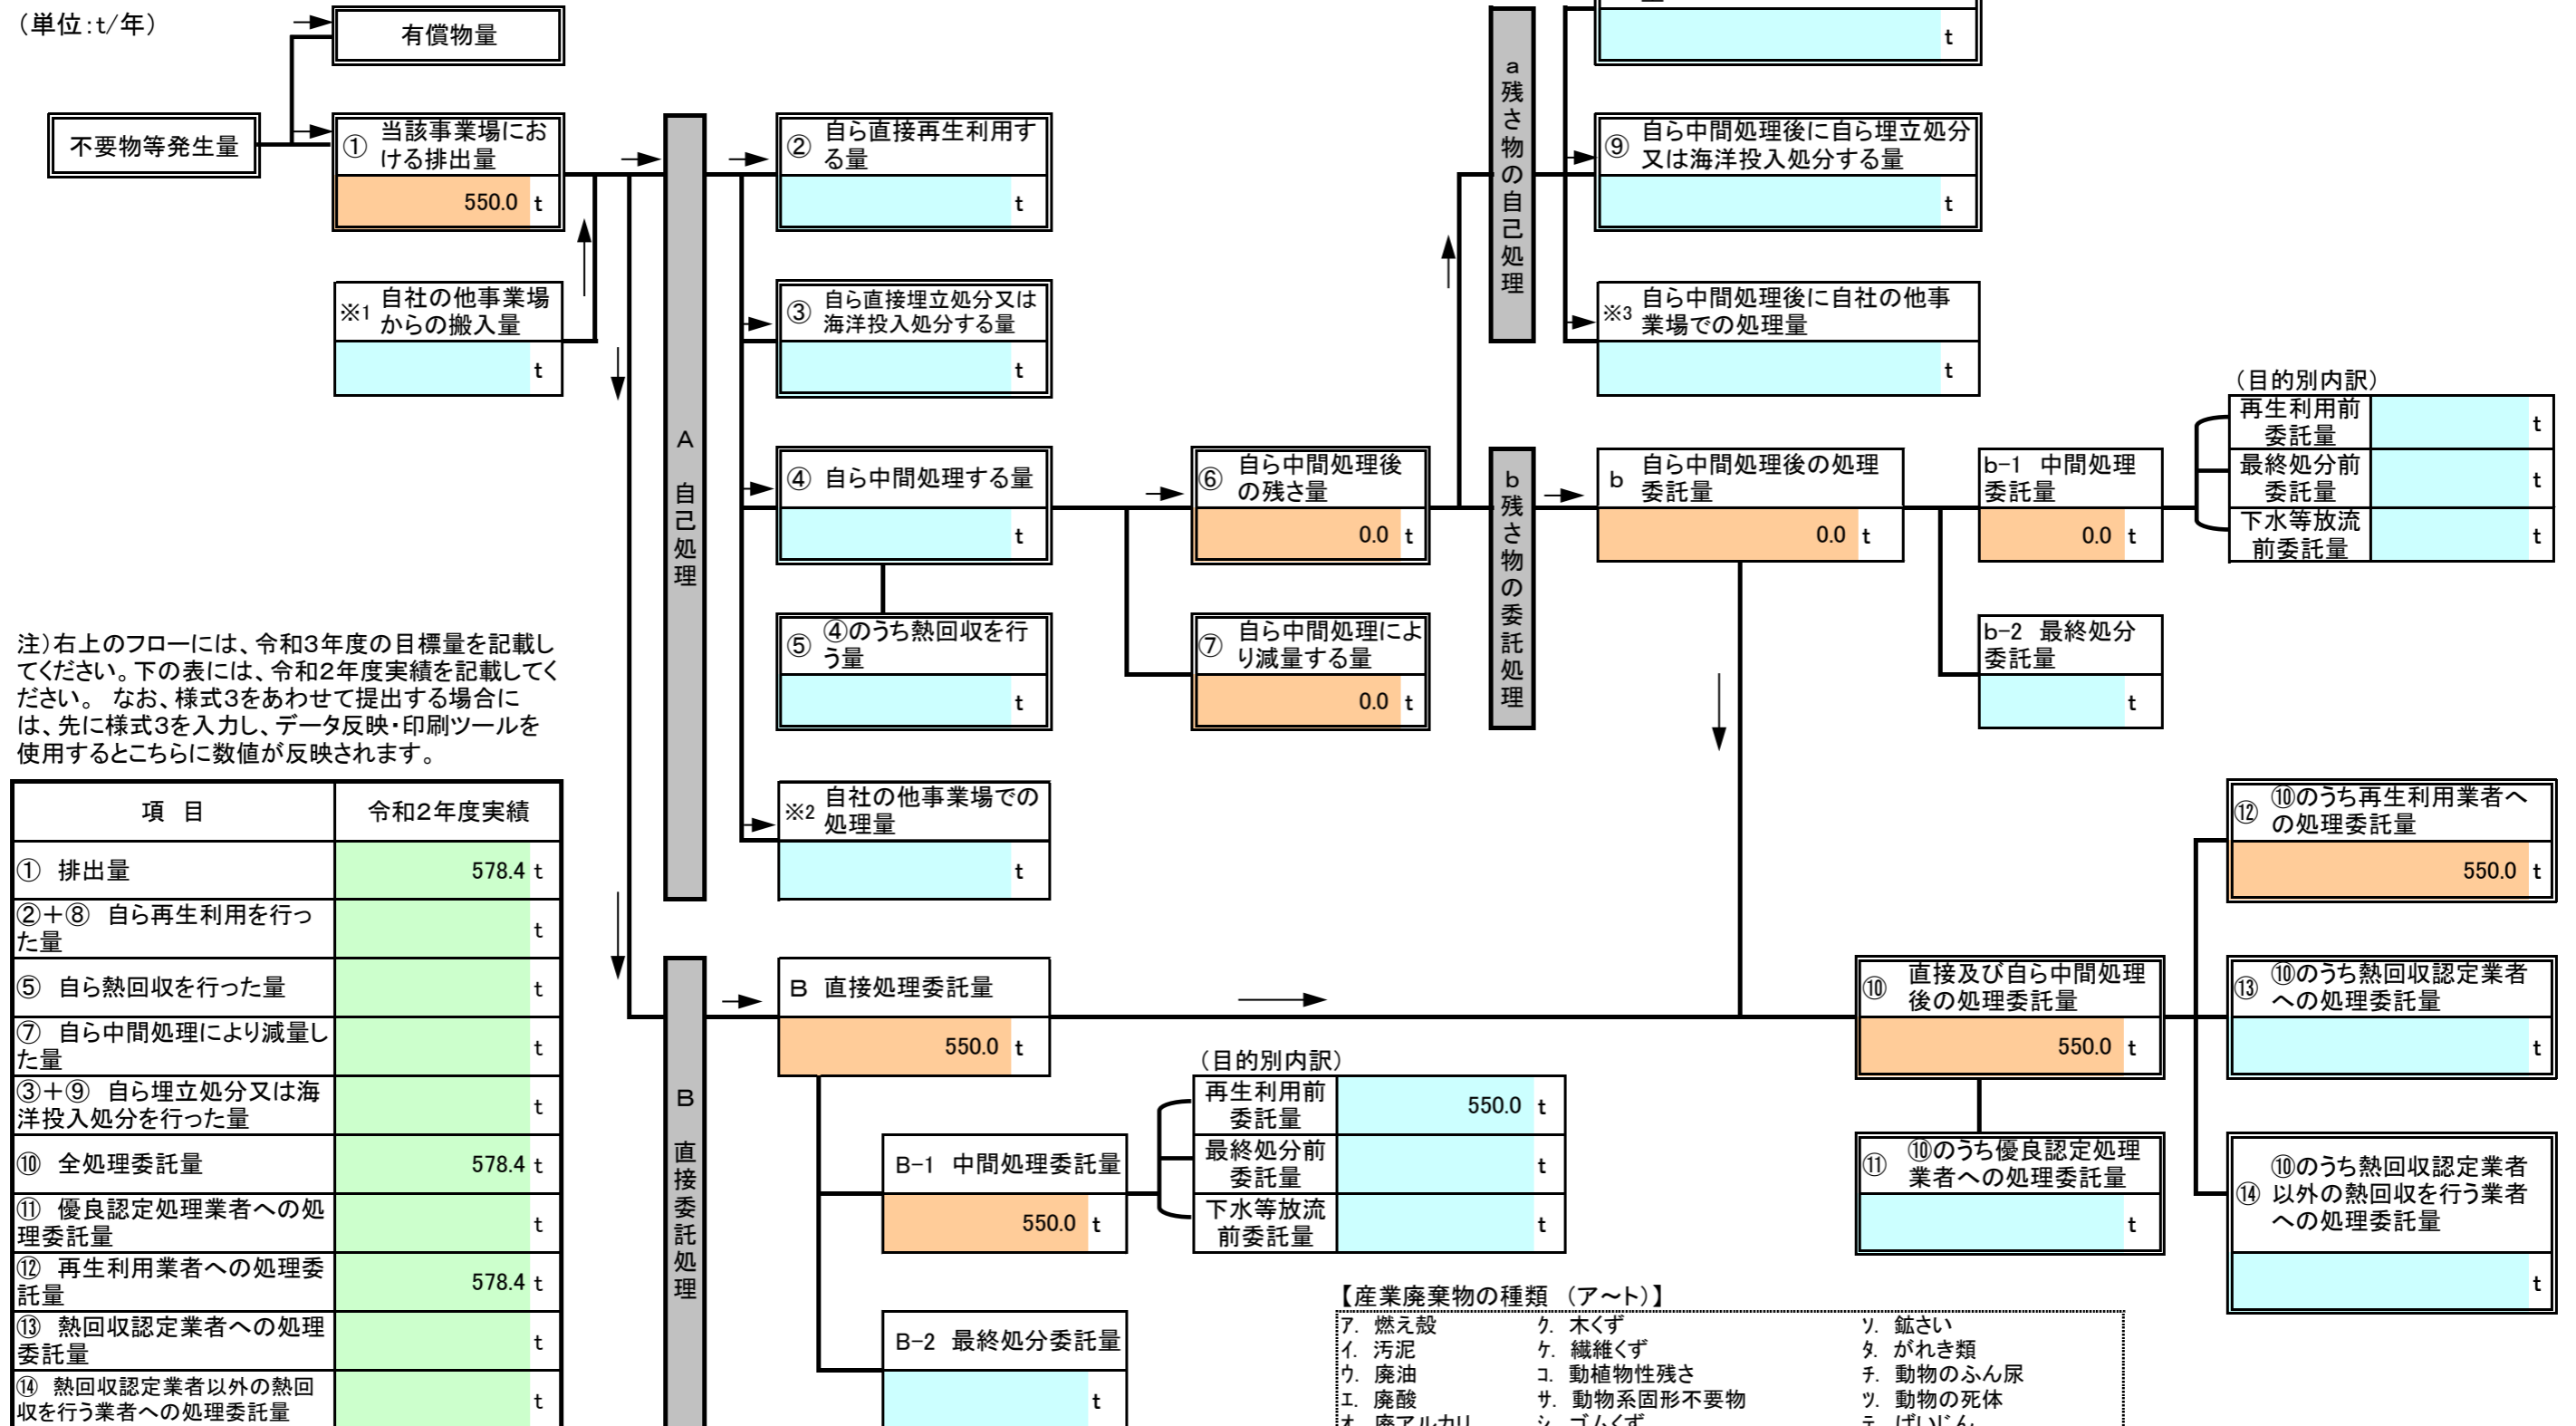 （単位：t/年）
有償物量
不要物等発生量
① 当該事業場にお
ける排出量
550.0 t
※1 自社の他事業場
からの搬入量
t
A 自己処理
② 自ら直接再生利用す
る量
t
③ 自ら直接埋立処分又は
海洋投入処分する量
t
④ 自ら中間処理する量
t
⑤ ④のうち熱回収を行
う量
t
※2 自社の他事業場での
処理量
t
⑥ 自ら中間処理後
の残さ量
0.0 t
⑦ 自ら中間処理によ
り減量する量
0.0 t
a 残さ物の自己処理
t
⑨ 自ら中間処理後に自ら埋立処分
又は海洋投入処分する量
t
※3 自ら中間処理後に自社の他事
業場での処理量
t
b 残さ物の委託処理
b 自ら中間処理後の処理
委託量
0.0 t
b-1 中間処理
委託量
0.0 t
b-2 最終処分
委託量
t
（目的別内訳）
再生利用前
委託量
t
最終処分前
委託量
t
下水等放流
前委託量
t
注）右上のフローには、令和3年度の目標量を記載し
てください。下の表には、令和2年度実績を記載してく
ださい。 なお、様式3をあわせて提出する場合に
は、先に様式3を入力し、データ反映・印刷ツールを
使用するとこちらに数値が反映されます。
項 目 令和2年度実績
① 排出量 578.4 t
②＋⑧ 自ら再生利用を行っ
た量 t
⑤ 自ら熱回収を行った量 t
⑦ 自ら中間処理により減量し
た量 t
③＋⑨ 自ら埋立処分又は海
洋投入処分を行った量 t
⑩ 全処理委託量 578.4 t
⑪ 優良認定処理業者への処
理委託量 t
⑫ 再生利用業者への処理委
託量 578.4 t
⑬ 熱回収認定業者への処理
委託量 t
⑭ 熱回収認定業者以外の熱回
収を行う業者への処理委託量 t
B 直接委託処理
B 直接処理委託量
550.0 t
B-1 中間処理委託量
550.0 t
B-2 最終処分委託量
t
（目的別内訳）
再生利用前
委託量
550.0 t
最終処分前
委託量
t
下水等放流
前委託量
t
⑩ 直接及び自ら中間処理
後の処理委託量
550.0 t
⑪ ⑩のうち優良認定処理
業者への処理委託量
t
⑫ ⑩のうち再生利用業者へ
の処理委託量
550.0 t
⑬ ⑩のうち熱回収認定業者
への処理委託量
t
⑩のうち熱回収認定業者
⑭ 以外の熱回収を行う業者
への処理委託量
t
【産業廃棄物の種類 （ア～ト）】
ｱ. 燃え殻 ｸ. 木くず ｿ. 鉱さい
ｲ. 汚泥 ｹ. 繊維くず ﾀ. がれき類
ｳ. 廃油 ｺ. 動植物性残さ ﾁ. 動物のふん尿
ｴ. 廃酸 ｻ. 動物系固形不要物 ﾂ. 動物の死体
ｵ. 廃アルカリ ｼ. ゴムくず ﾃ. ばいじん